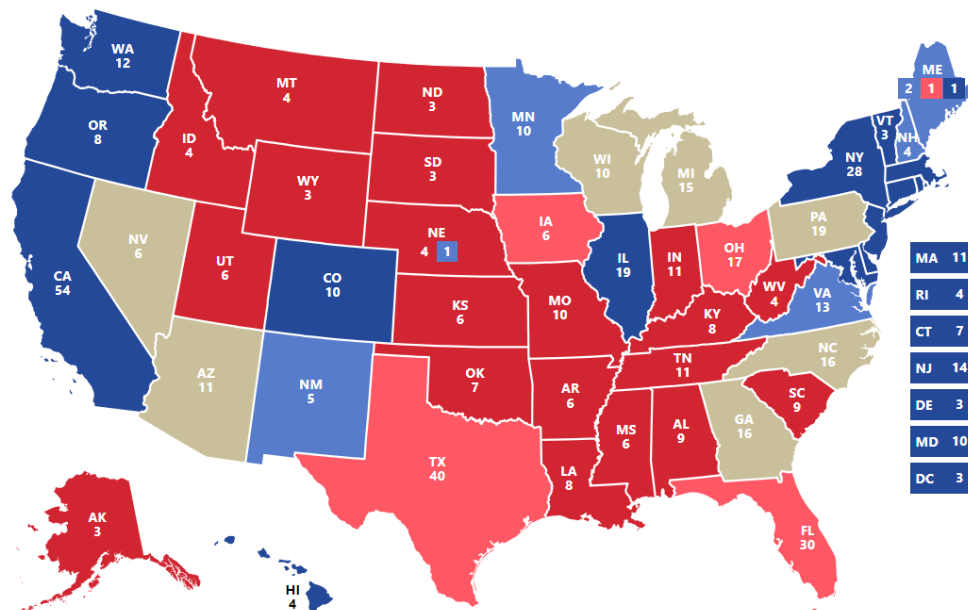 WA
12
OR
8
CA
54
NV
6
ID
4
MT
4
WY
3
UT
6
AZ
11
CO
10
NM
5
ND
3
SD
3
NE
4 1
KS
6
OK
7
TX
40
MN
10
IA
6
MO
10
AR
6
LA
8
WI
10
IL
19
MI
15
IN
11
OH
17
KY
8
TN
11
MS
6
AL
9
GA
16
FL
30
SC
9
NC
16
VA
13
WV
4
PA
19
NY
28
VT
3
NH
4
ME
2 1 1
MA 11
RI 4
CT 7
NJ 14
DE 3
MD 10
DC 3
AK
3
HI
4